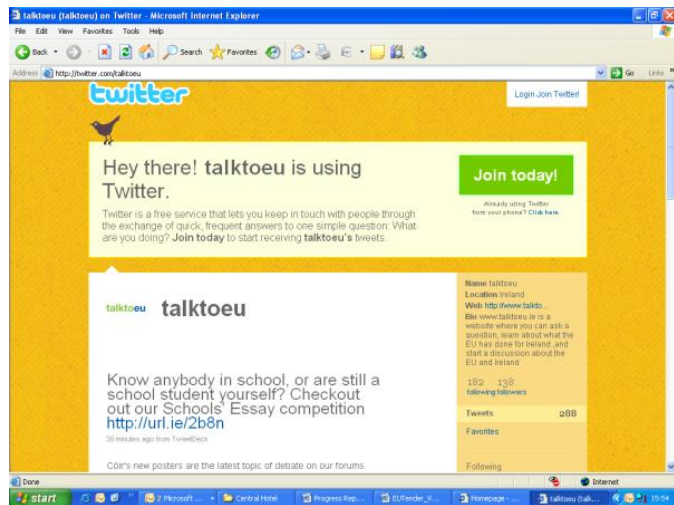 talktoeu (talktoeu) on Twitter - Microsoft Internet Explorer
File Edit View Favorites Tools Help
Back Search Favorites
Address http://twitter.com/talktoeu Go Links
twitter
Login Join Twitter!
Hey there! talktoeu is using
Twitter.
Twitter is a free service that lets you keep in touch with people through
the exchange of quick, frequent answers to one simple question: What
are you doing? Join today to start receiving talktoeu's tweets.
Join today!
Already using Twitter
from your phone? Click here.
talktoeu talktoeu
Know anybody in school, or are still a
school student yourself? Checkout
out our Schools' Essay competition
http://url.ie/2b8n
36 minutes ago from TweetDeck
Cóir's new posters are the latest topic of debate on our forums.
Name talktoeu
Location Ireland
Web http://www.talkto...
Bio www.talktoeu.ie is a
website where you can ask a
question, learn about what the
EU has done for Ireland ,and
start a discussion about the
EU and Ireland
182 138
following followers
Tweets 288
Favorites
Following
Done Internet
start 2 Microsoft ... Central Hotel Progress Rep... EUTender_V... Homepage - ... talktoeu (talk... 15:54